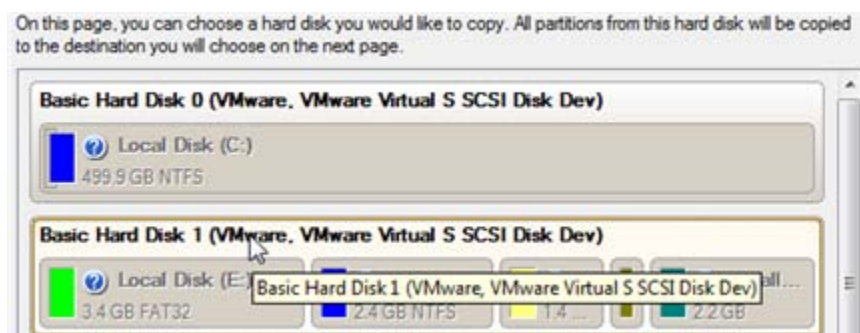 On this page, you can choose a hard disk you would like to copy. All partitions from this hard disk will be copied
to the destination you will choose on the next page.
Basic Hard Disk 0 (VMware, VMware Virtual S SCSI Disk Dev)
Local Disk (C:)
499.9 GB NTFS
Basic Hard Disk 1 (VMware, VMware Virtual S SCSI Disk Dev)
Local Disk (E:)
all...
Basic Hard Disk 1 (VMware, VMware Virtual S SCSI Disk Dev)
3.4 GB FAT32
2.4 GB NTFS
1.4 ...
2.2 GB